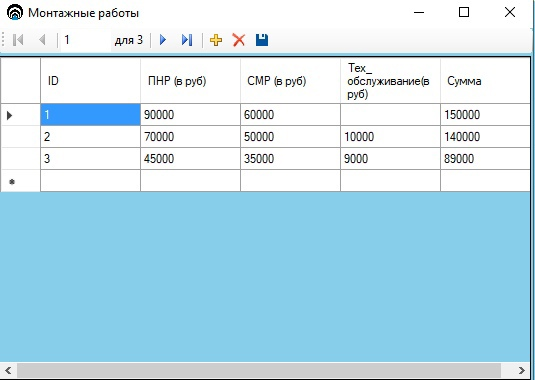 Монтажные работы
1 для 3
ID ПНР (в руб) СМР (в руб) Тех_ обслуживание(в руб) Сумма
1 90000 60000 150000
2 70000 50000 10000 140000
3 45000 35000 9000 89000